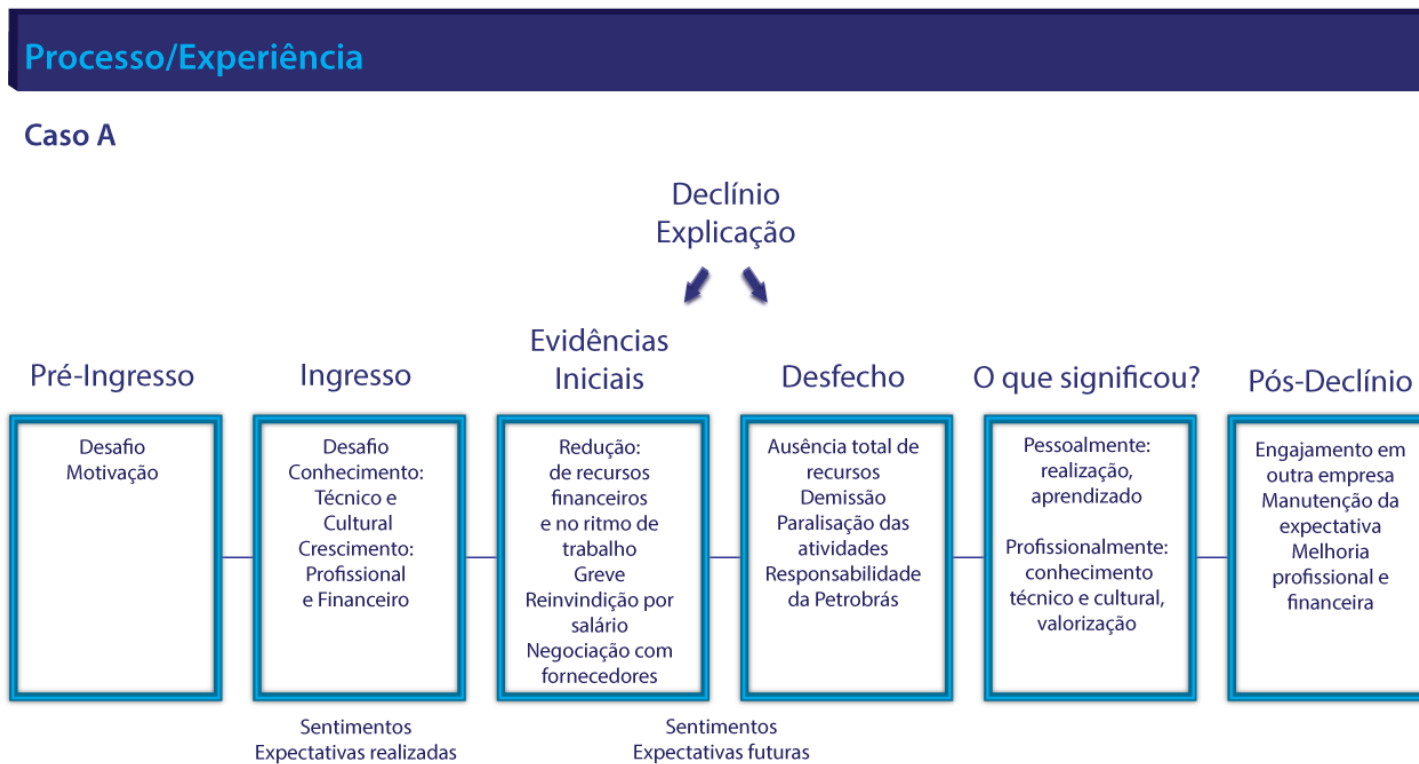 Processo/Experiência
Caso A
Declínio
Explicação
Pré-Ingresso
Desafio
Motivação
Ingresso
Desafio
Conhecimento:
Técnico e
Cultural
Crescimento:
Profissional
e Financeiro
Evidências
Iniciais
Redução:
de recursos
financeiros
e no ritmo de
trabalho
Greve
Reinvindição por
salário
Negociação com
fornecedores
Desfecho
Ausência total de
recursos
Demissão
Paralisação das
atividades
Responsabilidade
da Petrobrás
O que significou?
Pessoalmente:
realização,
aprendizado
Profissionalmente:
conhecimento
técnico e cultural,
valorização
Pós-Declínio
Engajamento em
outra empresa
Manutenção da
expectativa
Melhoria
profissional e
financeira
Sentimentos
Expectativas realizadas
Sentimentos
Expectativas futuras